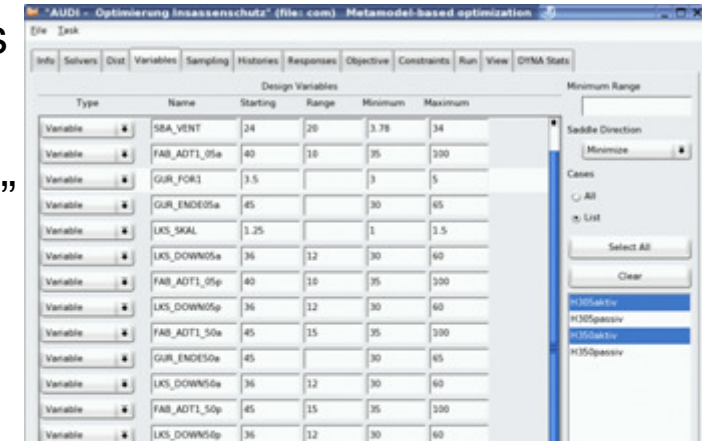 s
”
"AUDI - Optimierung Insassenschutz" (file: com) Metamodel-based optimization
File Task
Info Solvers Dist Variables Sampling Histories Responses Objective Constraints Run View DYNA Stats
Design Variables
Type Name Starting Range Minimum Maximum
Variable SBA_VENT 24 20 3.78 34
Variable FAB_ADT1_05a 40 10 35 100
Variable GUR_FOR1 3.5 3 5
Variable GUR_ENDE05a 45 30 65
Variable LKS_SKAL 1.25 1 1.5
Variable LKS_DOWN05a 36 12 30 60
Variable FAB_ADT1_05p 40 10 35 100
Variable LKS_DOWN05p 36 12 30 60
Variable FAB_ADT1_50a 45 15 35 100
Variable GUR_ENDE50a 45 30 65
Variable LKS_DOWN50a 36 12 30 60
Variable FAB_ADT1_50p 45 15 35 100
Variable LKS_DOWN50p 36 12 30 60
Minimum Range
Saddle Direction
Minimize
Cases
All
List
Select All
Clear
H305aktiv
H305passiv
H350aktiv
H350passiv